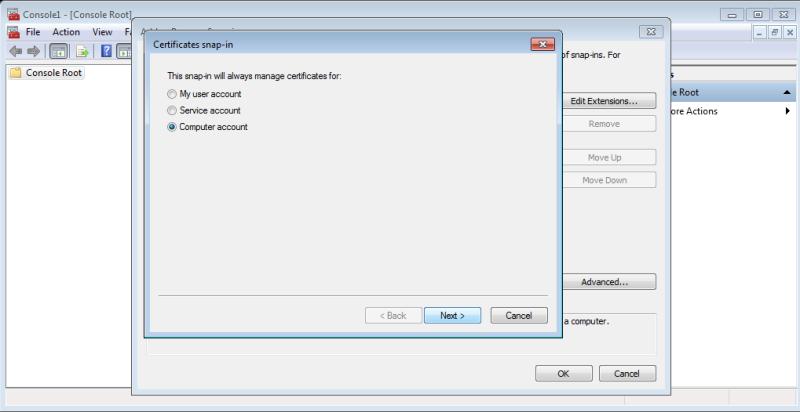 Console1 - [Console Root]
File Action View
Console Root
Certificates snap-in
This snap-in will always manage certificates for:
My user account
Service account
Computer account
< Back Next > Cancel
of snap-ins. For
Edit Extensions...
Remove
Move Up
Move Down
Advanced...
a computer.
OK Cancel
s
e Root
ore Actions